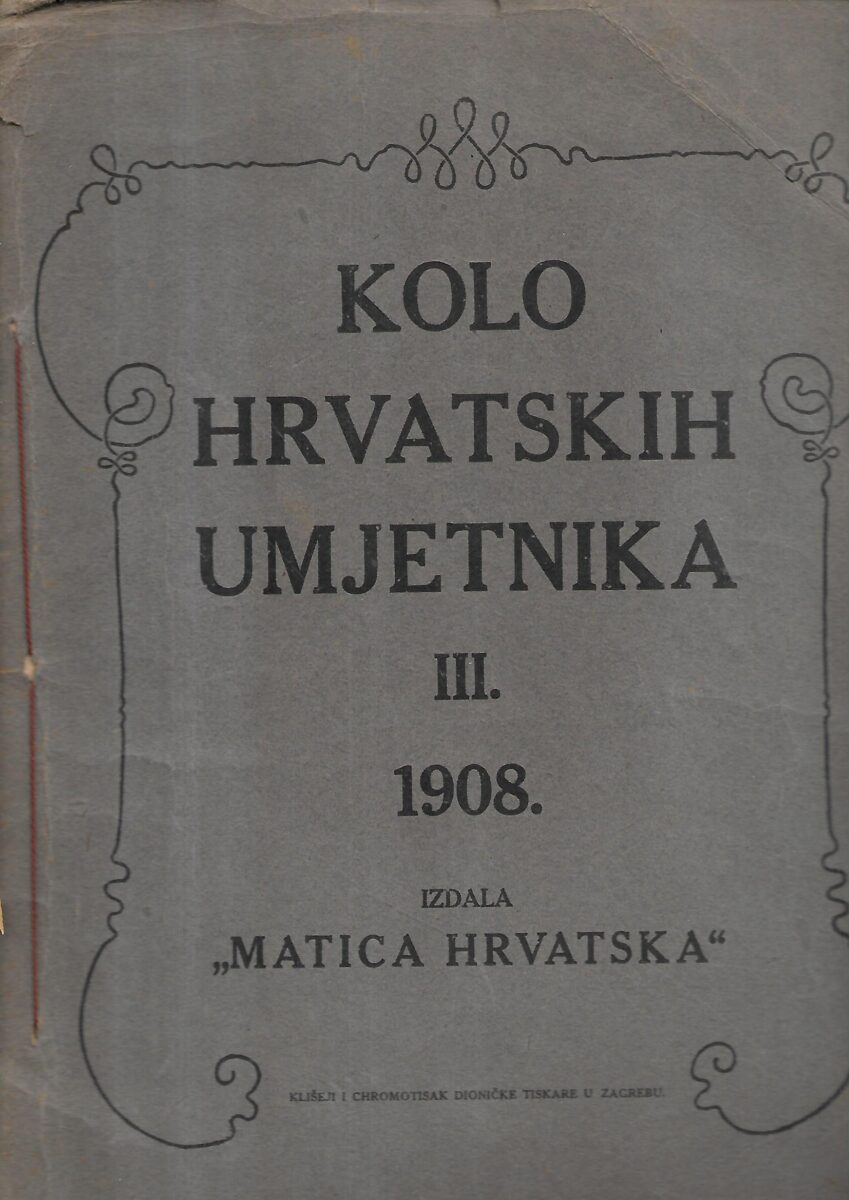 KOLO
HRVATSKIH
UMJETNIKA
III.
1908.
IZDALA
„MATICA HRVATSKA“
KLIŠEJI I CHROMOTISAK DIONIČKE TISKARE U ZAGREBU.